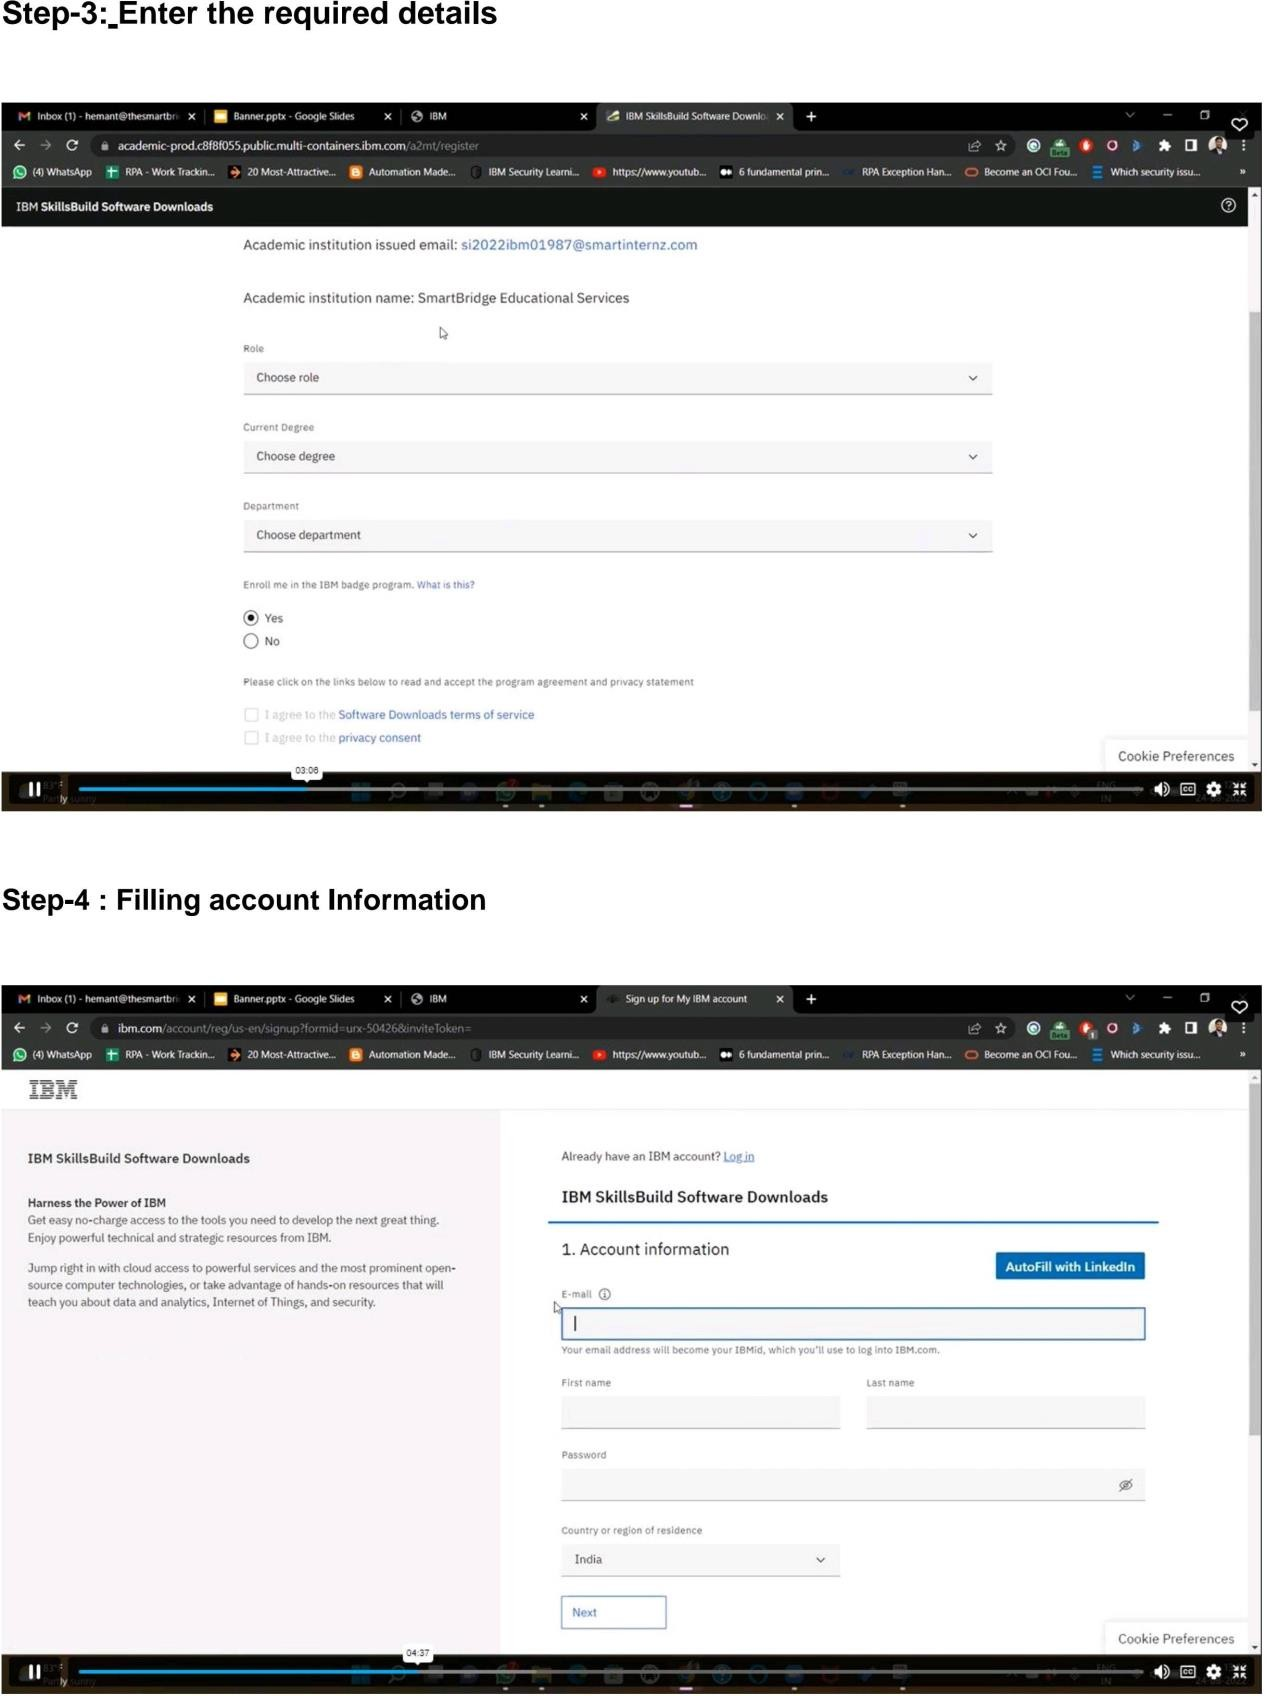 Step-3: Enter the required details
Inbox (1) - hemant@thesmartbri
Banner.pptx - Google Slides
IBM
IBM SkillsBuild Software Downlo
academic-prod.c8f8f055.public.multi-containers.ibm.com/a2mt/register
(4) WhatsApp
RPA - Work Trackin...
20 Most-Attractive...
Automation Made...
IBM Security Learni...
https://www.youtub...
6 fundamental prin...
RPA Exception Han...
Become an OCI Fou...
Which security issu...
»
IBM SkillsBuild Software Downloads
Academic institution issued email: si2022ibm01987@smartinternz.com
Academic institution name: SmartBridge Educational Services
Role
Choose role
Current Degree
Choose degree
Department
Choose department
Enroll me in the IBM badge program. What is this?
Yes
No
Please click on the links below to read and accept the program agreement and privacy statement
I agree to the Software Downloads terms of service
I agree to the privacy consent
Cookie Preferences
03:06
83°F
Partly sunny
ENG
IN
Step-4 : Filling account Information
Inbox (1) - hemant@thesmartbri
Banner.pptx - Google Slides
IBM
Sign up for My IBM account
ibm.com/account/reg/us-en/signup?formid=urx-50426&inviteToken=
(4) WhatsApp
RPA - Work Trackin...
20 Most-Attractive...
Automation Made...
IBM Security Learni...
https://www.youtub...
6 fundamental prin...
RPA Exception Han...
Become an OCI Fou...
Which security issu...
»
IBM
IBM SkillsBuild Software Downloads
Harness the Power of IBM
Get easy no-charge access to the tools you need to develop the next great thing.
Enjoy powerful technical and strategic resources from IBM.
Jump right in with cloud access to powerful services and the most prominent open-
source computer technologies, or take advantage of hands-on resources that will
teach you about data and analytics, Internet of Things, and security.
Already have an IBM account? Log in
IBM SkillsBuild Software Downloads
1. Account information
AutoFill with LinkedIn
E-mail
Your email address will become your IBMid, which you'll use to log into IBM.com.
First name
Last name
Password
Country or region of residence
India
Next
Cookie Preferences
04:37
83°F
Partly sunny
ENG
IN